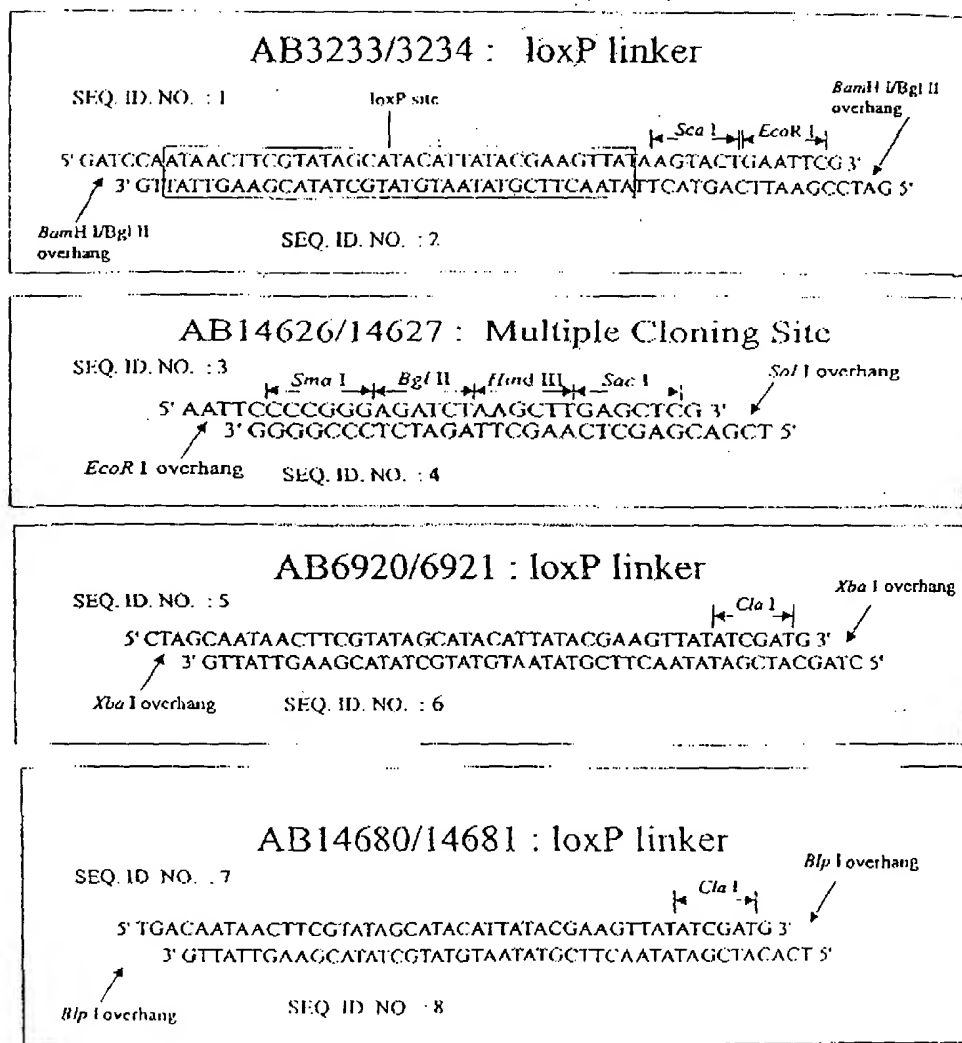 AB3233/3234 : loxP linker
SEQ. ID. NO. : 1
loxP site
BamH I/Bgl II
overhang
Sca I EcoR I
5' GATCCAATAACTTCGTATAGCATACATTATACGAAGTTATAAGTACTGAATTCG 3'
3' GTTATTGAAGCATATCGTATGTAATATGCTTCAATATTCATGACTTAAGCCTAG 5'
BamH I/Bgl II
overhang
SEQ. ID. NO. : 2
AB14626/14627 : Multiple Cloning Site
SEQ. ID. NO. : 3
Sma I Bgl II Hind III Sac I
Sal I overhang
5' AATTCCCCCGGGAGATCTAAGCTTGAGCTCG 3'
3' GGGGCCCTCTAGATTCGAACTCGAGCAGCT 5'
EcoR I overhang
SEQ. ID. NO. : 4
AB6920/6921 : loxP linker
SEQ. ID. NO. : 5
Cla I
Xba I overhang
5' CTAGCAATAACTTCGTATAGCATACATTATACGAAGTTATATCGATG 3'
3' GTTATTGAAGCATATCGTATGTAATATGCTTCAATATAGCTACGATC 5'
Xba I overhang
SEQ. ID. NO. : 6
AB14680/14681 : loxP linker
SEQ. ID NO. . 7
Cla I
Blp I overhang
5' TGACAATAACTTCGTATAGCATACATTATACGAAGTTATATCGATG 3'
3' GTTATTGAAGCATATCGTATGTAATATGCTTCAATATAGCTACACT 5'
Blp I overhang
SEQ ID NO · 8